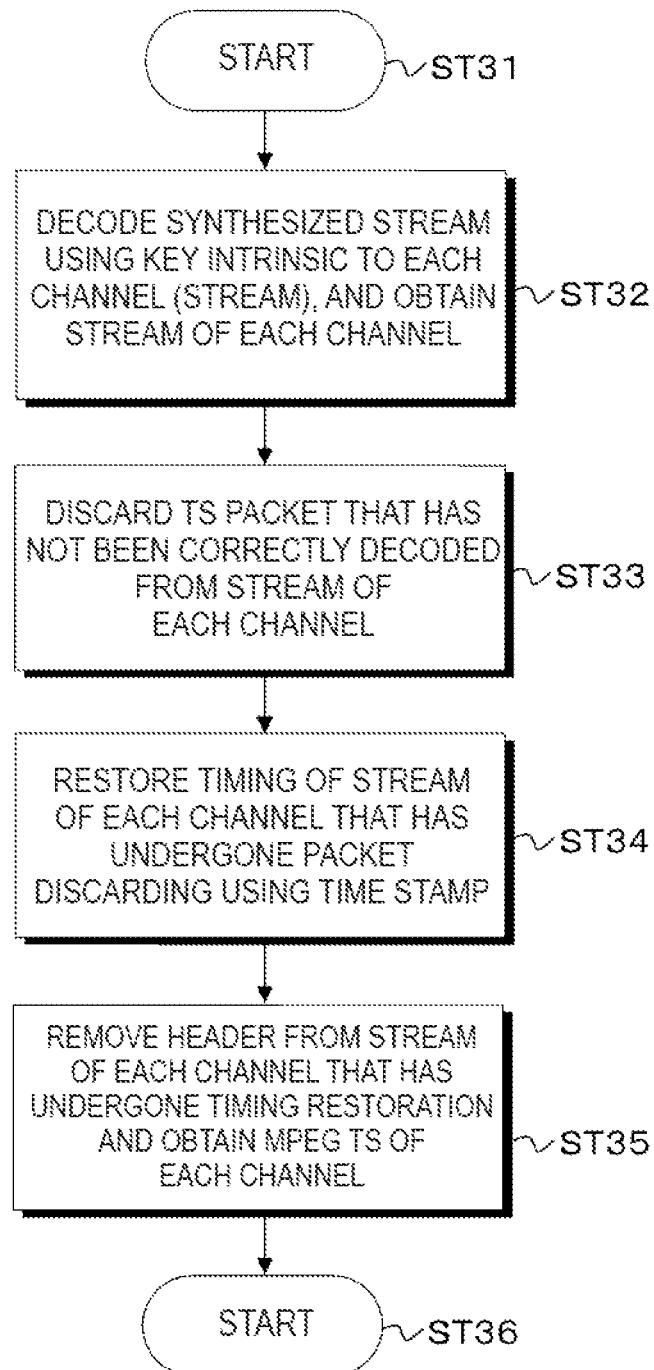 START
ST31
DECODE SYNTHESIZED STREAM
USING KEY INTRINSIC TO EACH
CHANNEL (STREAM), AND OBTAIN
STREAM OF EACH CHANNEL
ST32
DISCARD TS PACKET THAT HAS
NOT BEEN CORRECTLY DECODED
FROM STREAM OF
EACH CHANNEL
ST33
RESTORE TIMING OF STREAM
OF EACH CHANNEL THAT HAS
UNDERGONE PACKET
DISCARDING USING TIME STAMP
ST34
REMOVE HEADER FROM STREAM
OF EACH CHANNEL THAT HAS
UNDERGONE TIMING RESTORATION
AND OBTAIN MPEG TS OF
EACH CHANNEL
ST35
START
ST36